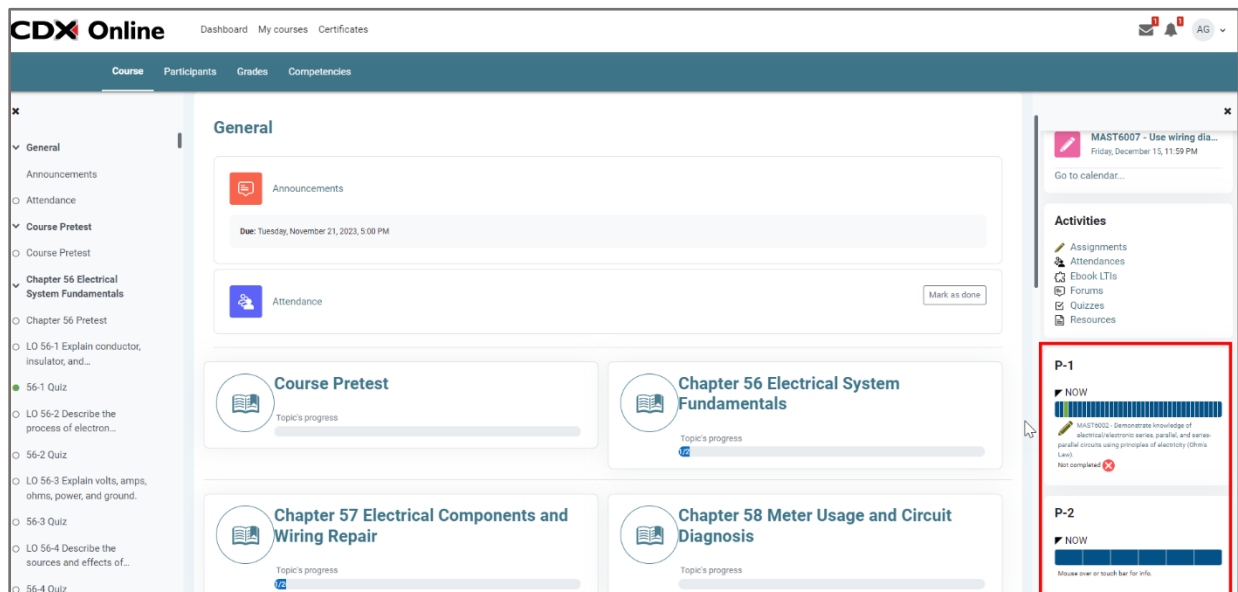 CDX Online
Dashboard My courses Certificates
1
1
AG
Course Participants Grades Competencies
General
Announcements
Attendance
Course Pretest
Course Pretest
Chapter 56 Electrical
System Fundamentals
Chapter 56 Pretest
LO 56-1 Explain conductor,
insulator, and...
56-1 Quiz
LO 56-2 Describe the
process of electron...
56-2 Quiz
LO 56-3 Explain volts, amps,
ohms, power, and ground.
56-3 Quiz
LO 56-4 Describe the
sources and effects of...
56-4 Quiz
General
Announcements
Due: Tuesday, November 21, 2023, 5:00 PM
Attendance
Mark as done
Course Pretest
Topic's progress
Chapter 56 Electrical System
Fundamentals
Topic's progress
Chapter 57 Electrical Components and
Wiring Repair
Topic's progress
Chapter 58 Meter Usage and Circuit
Diagnosis
Topic's progress
MAST6007 - Use wiring dia...
Friday, December 15, 11:59 PM
Go to calendar...
Activities
Assignments
Attendances
Ebook LTIs
Forums
Quizzes
Resources
P-1
NOW
MAST6002 - Demonstrate knowledge of
electrical/electronic series, parallel, and series-
parallel circuits using principles of electricity (Ohm's
Law).
Not completed
P-2
NOW
Mouse over or touch bar for info.